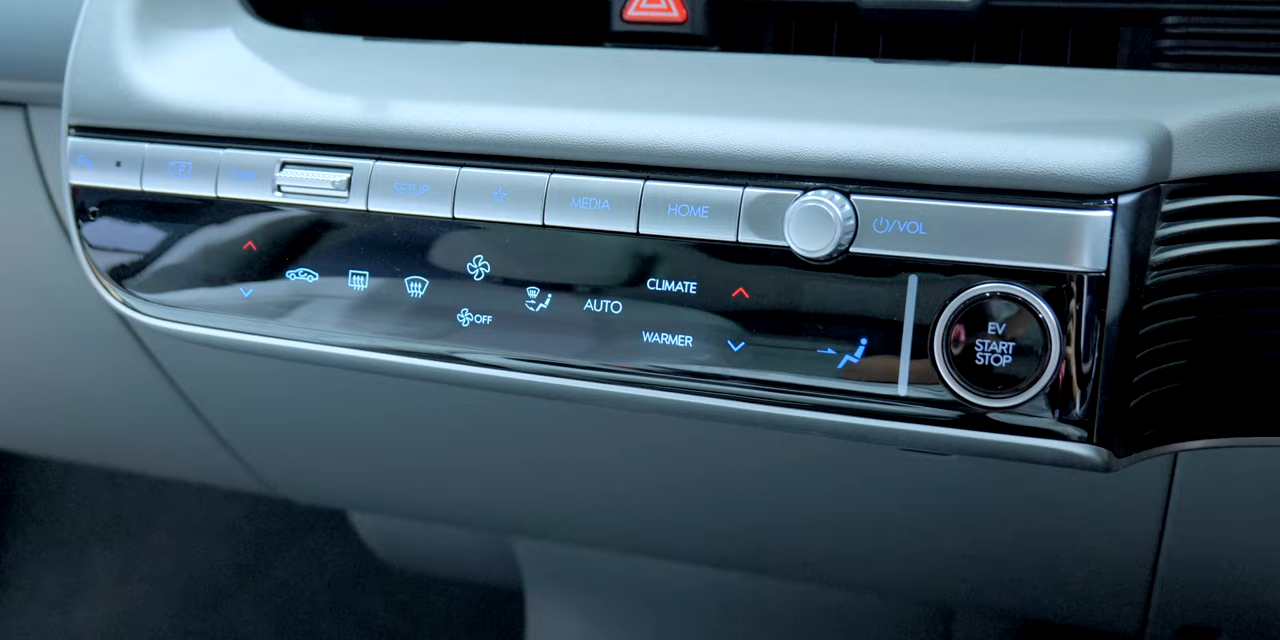 P
SETUP
MEDIA
HOME
/VOL
CLIMATE
AUTO
OFF
WARMER
EV
START
STOP